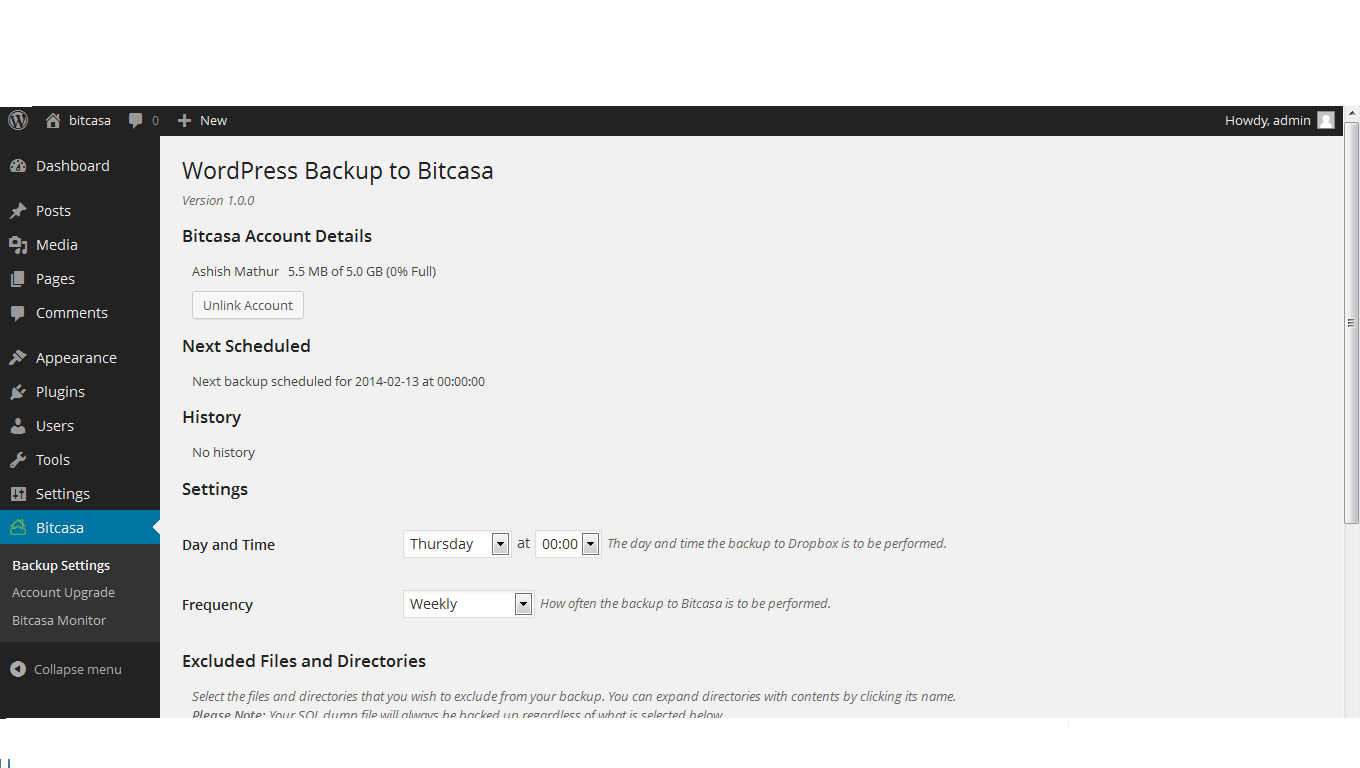 bitcasa 0 New Howdy, admin
Dashboard
Posts
Media
Pages
Comments
Appearance
Plugins
Users
Tools
Settings
Bitcasa
Backup Settings
Account Upgrade
Bitcasa Monitor
Collapse menu
WordPress Backup to Bitcasa
Version 1.0.0
Bitcasa Account Details
Ashish Mathur 5.5 MB of 5.0 GB (0% Full)
Unlink Account
Next Scheduled
Next backup scheduled for 2014-02-13 at 00:00:00
History
No history
Settings
Day and Time Thursday at 00:00 The day and time the backup to Dropbox is to be performed.
Frequency Weekly How often the backup to Bitcasa is to be performed.
Excluded Files and Directories
Select the files and directories that you wish to exclude from your backup. You can expand directories with contents by clicking its name.
Please Note: Your SQL dump file will always be backed up regardless of what is selected below.